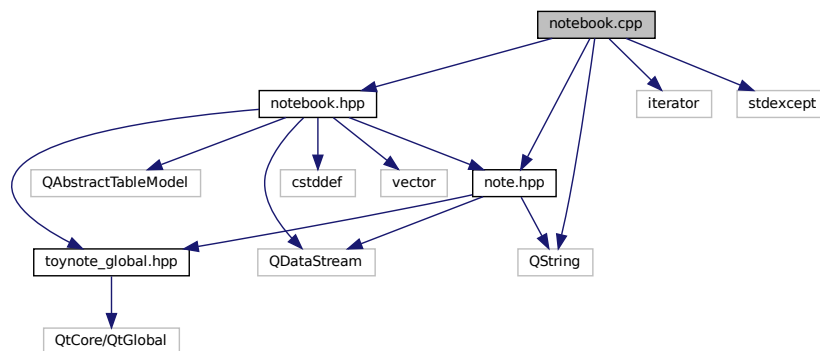 notebook.cpp
notebook.hpp
iterator
stdexcept
QAbstractTableModel
cstddef
vector
note.hpp
toynote_global.hpp
QDataStream
QString
QtCore/QtGlobal